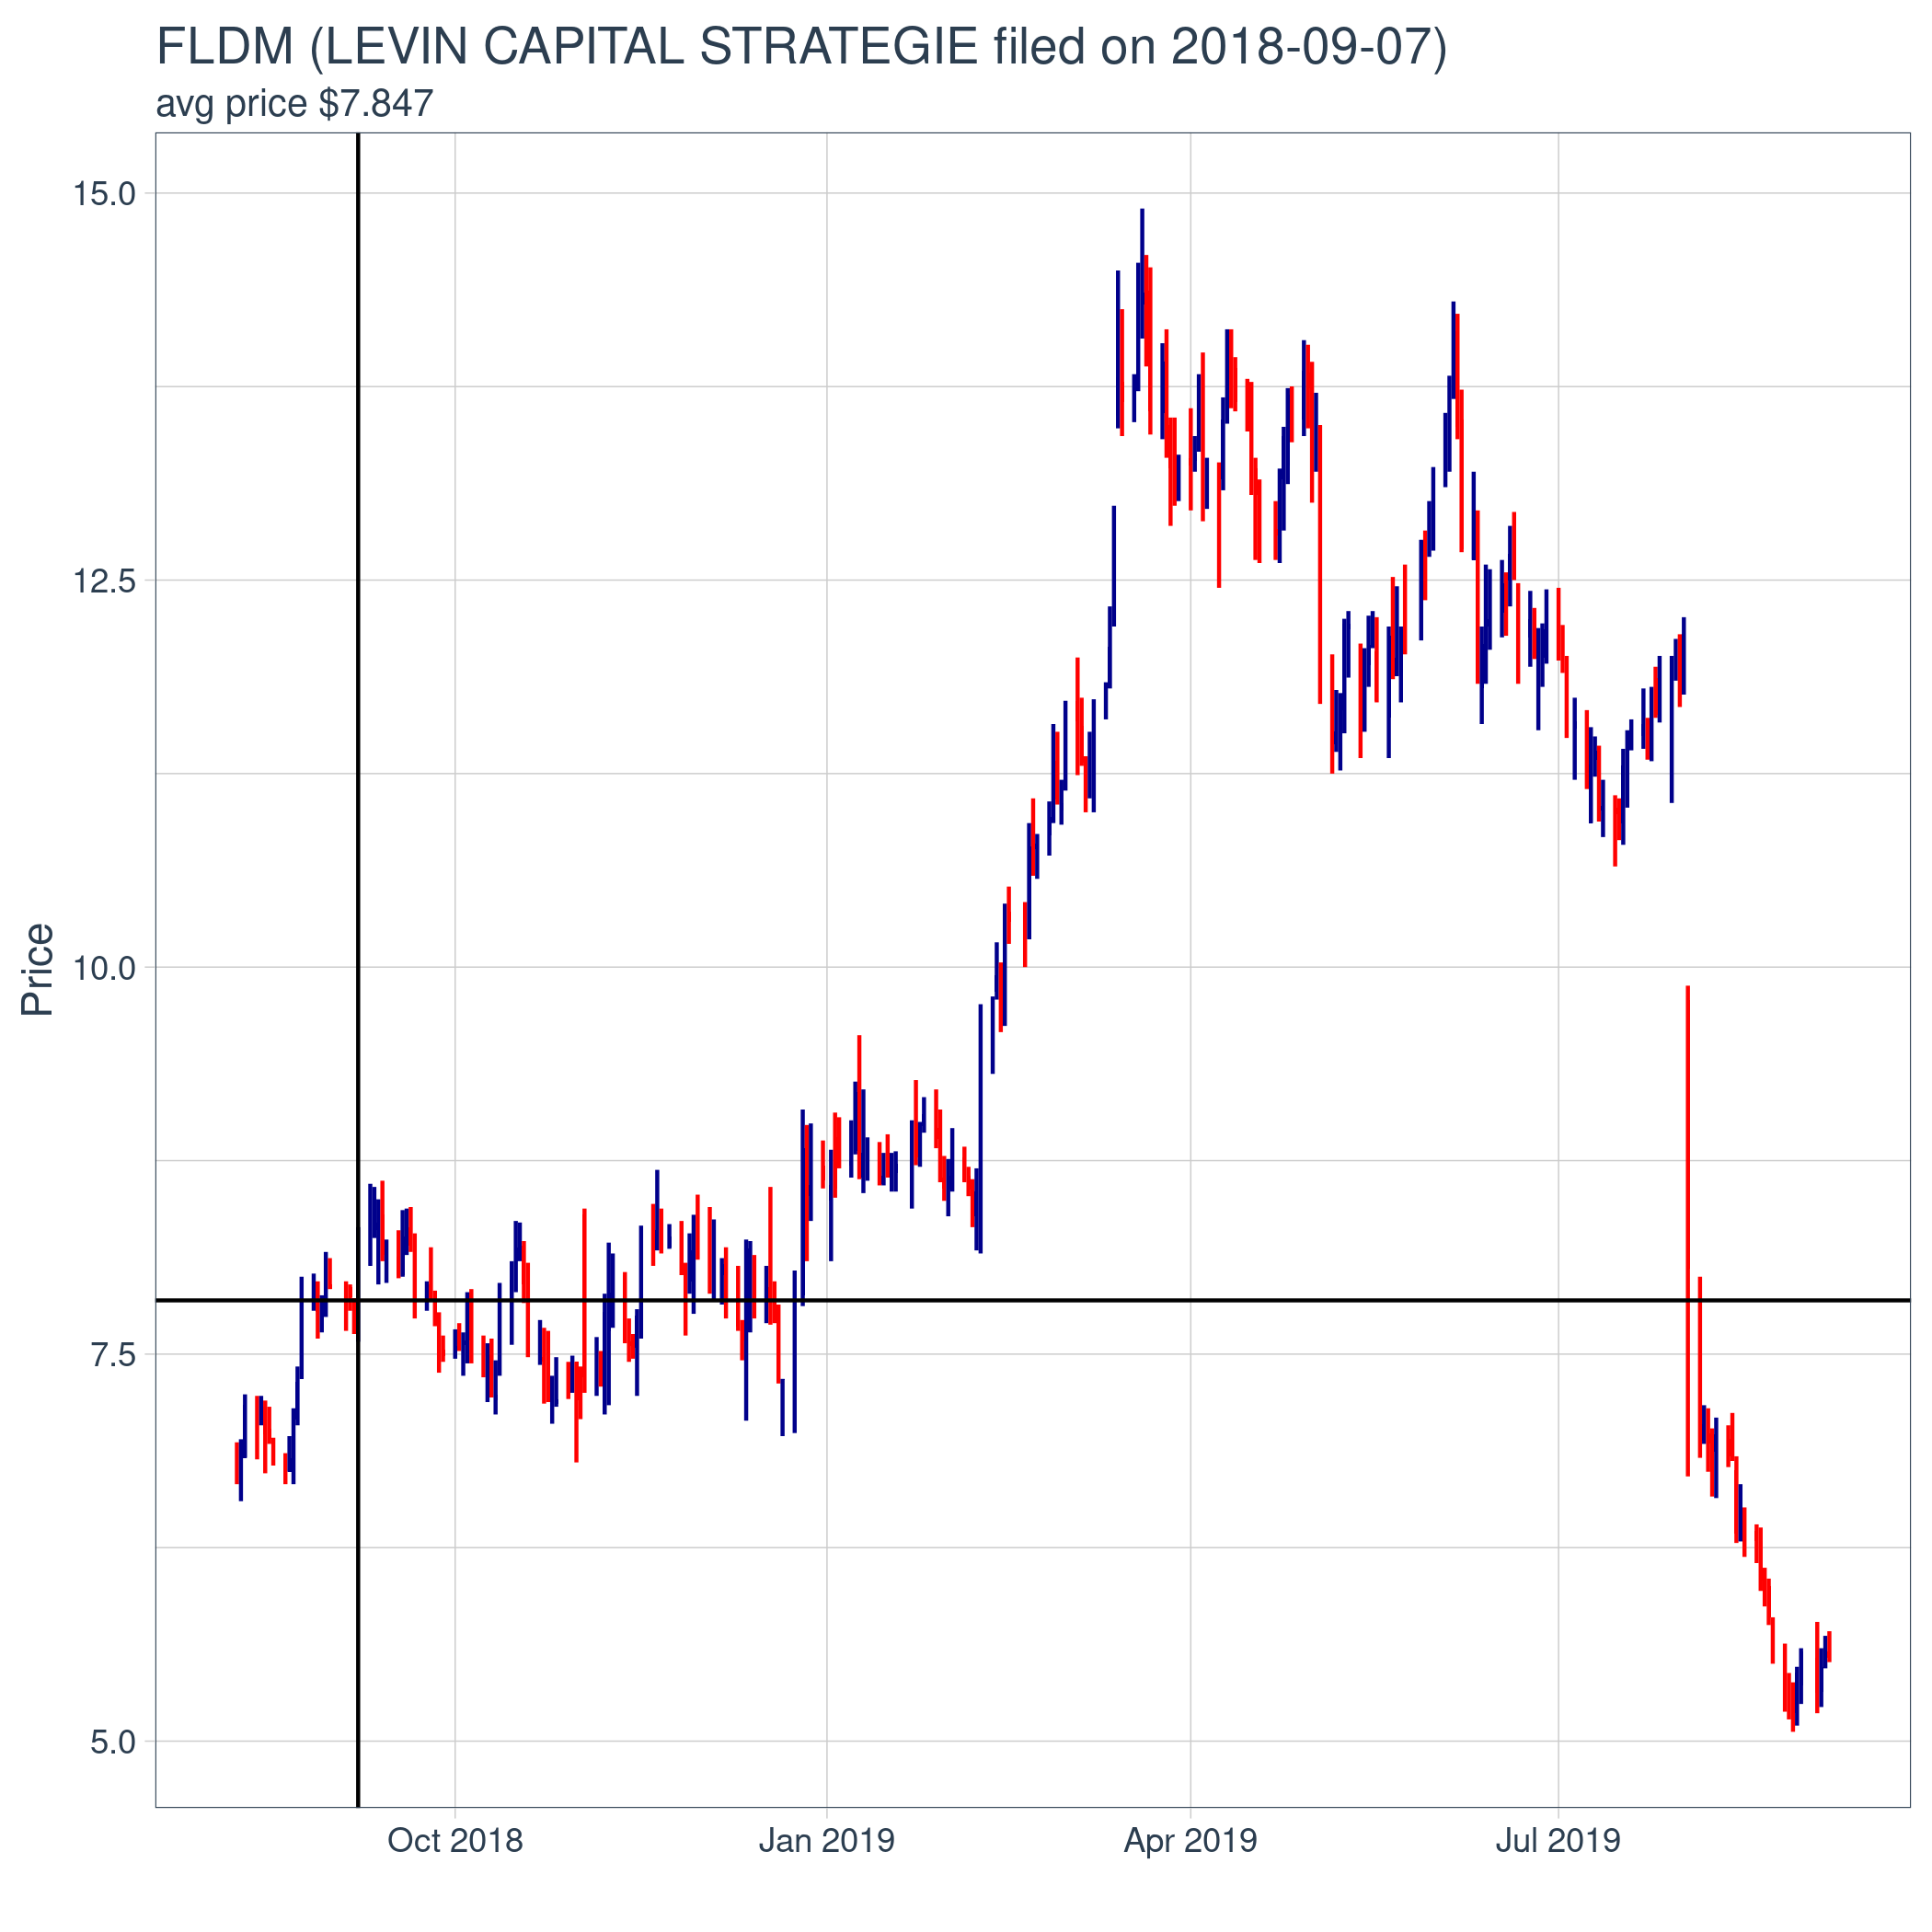 FLDM (LEVIN CAPITAL STRATEGIE filed on 2018-09-07)
avg price $7.847
15.0
12.5
10.0
7.5
5.0
Price
Oct 2018
Jan 2019
Apr 2019
Jul 2019